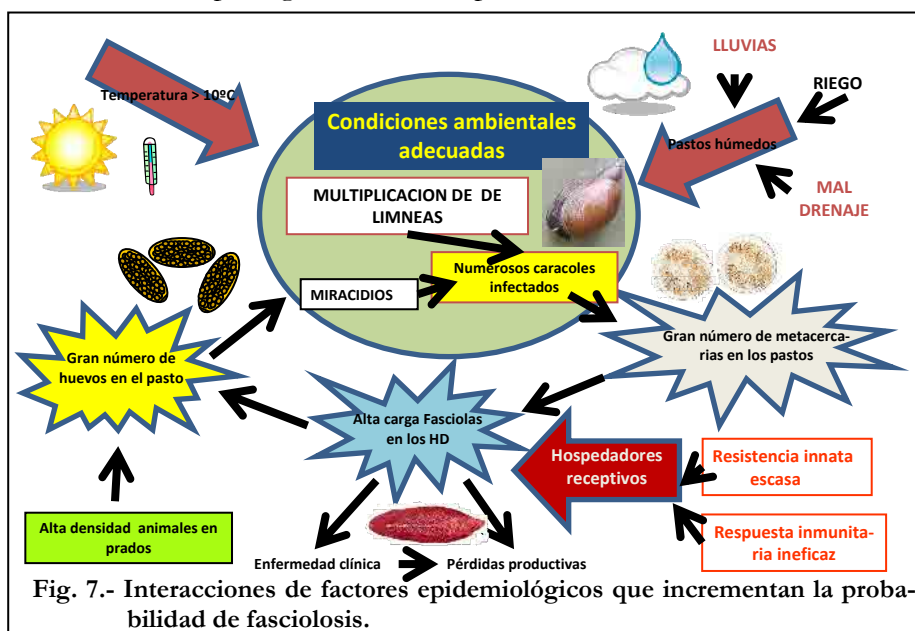 LLUVIAS
Temperatura > 10ºC
RIEGO
Condiciones ambientales
adecuadas
Pastos húmedos
MULTIPLICACION DE DE
LIMNEAS
MAL
DRENAJE
Numerosos caracoles
infectados
MIRACIDIOS
Gran número de metacerca-
rias en los pastos
Gran número de
huevos en el pasto
Alta carga Fasciolas
en los HD
Hospedadores
receptivos
Resistencia innata
escasa
Alta densidad animales en
prados
Respuesta inmunita-
ria ineficaz
Enfermedad clínica
Pérdidas productivas
Fig. 7.- Interacciones de factores epidemiológicos que incrementan la proba-
bilidad de fasciolosis.